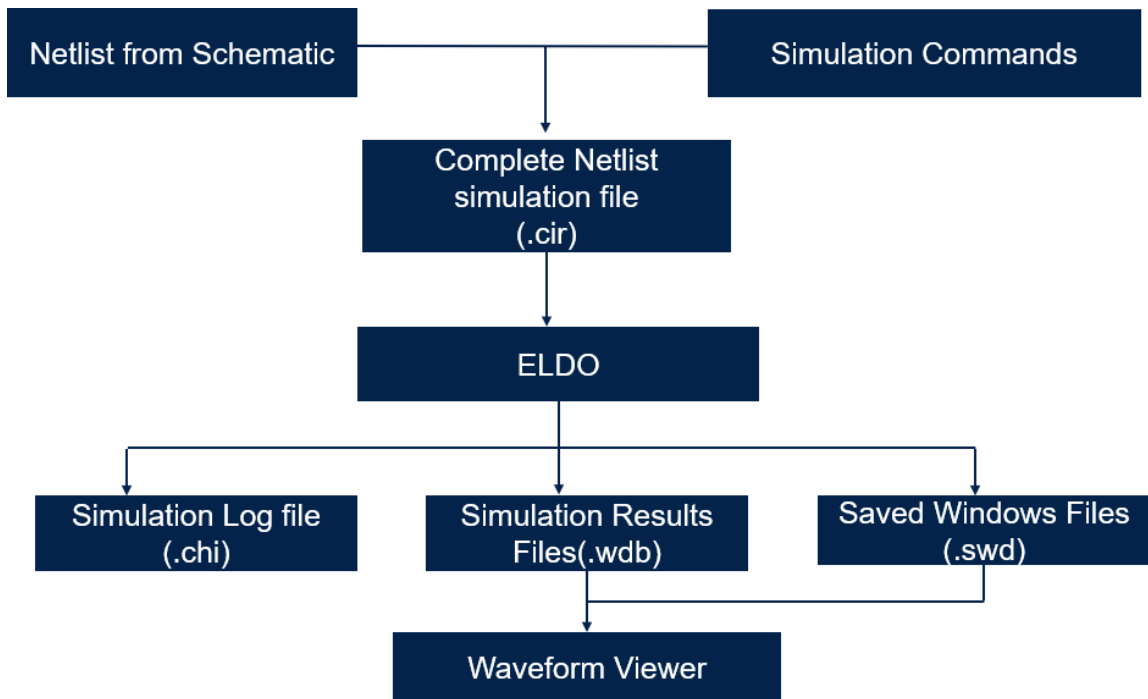 Netlist from Schematic
Simulation Commands
Complete Netlist
simulation file
(.cir)
ELDO
Simulation Log file
(.chi)
Simulation Results
Files(.wdb)
Saved Windows Files
(.swd)
Waveform Viewer